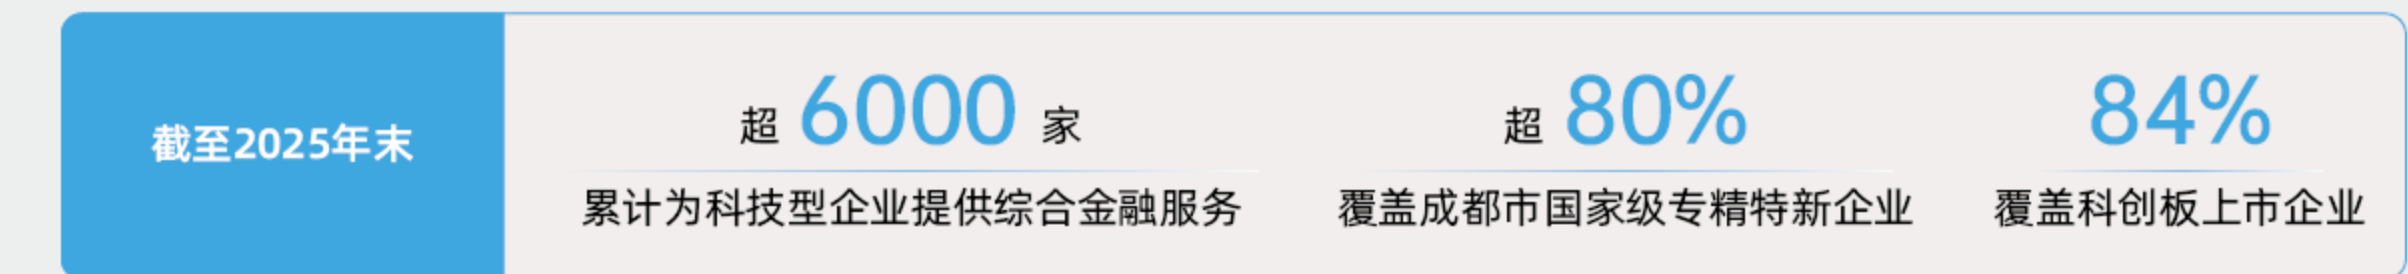 截至2025年末
超 6000 家
累计为科技型企业提供综合金融服务
超 80%
覆盖成都市国家级专精特新企业
84%
覆盖科创板上市企业